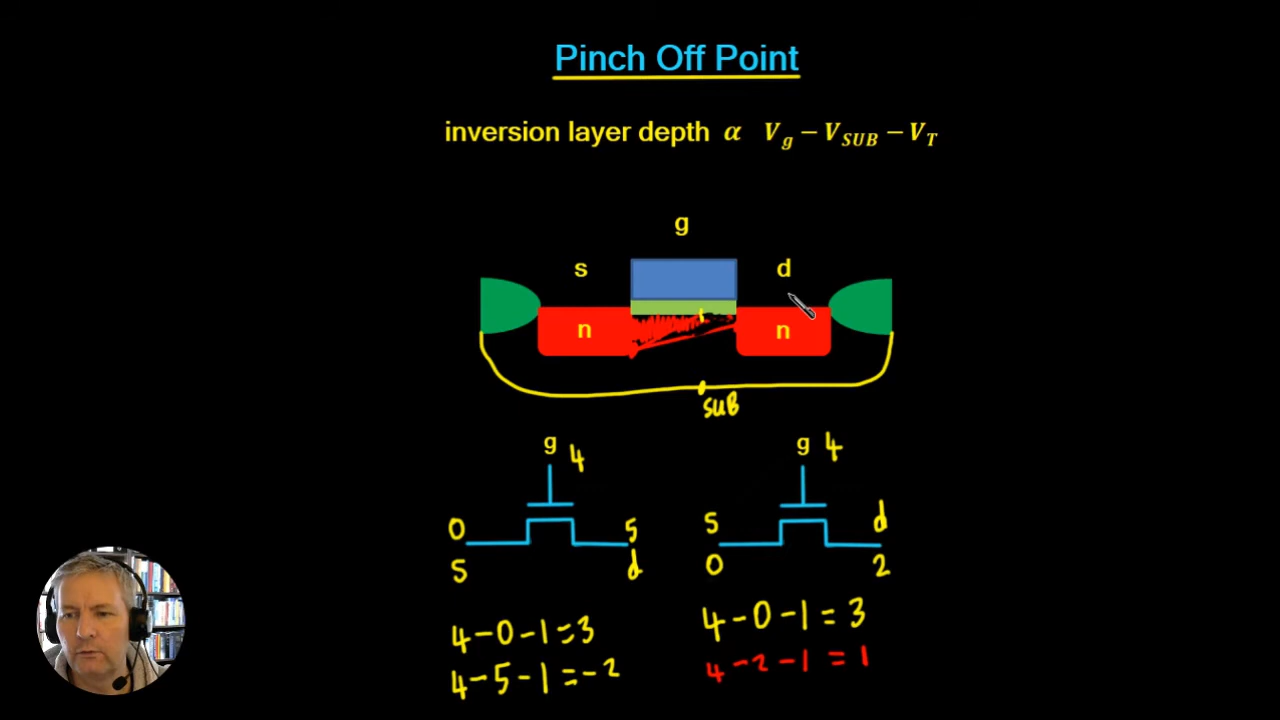 Pinch Off Point
inversion layer depth α V_g − V_SUB − V_T
g
s d
n n
SUB
g 4 g 4
0 5 S d
S d 0 2
4-0-1=3 4-0-1=3
4-5-1=-2 4-2-1=1